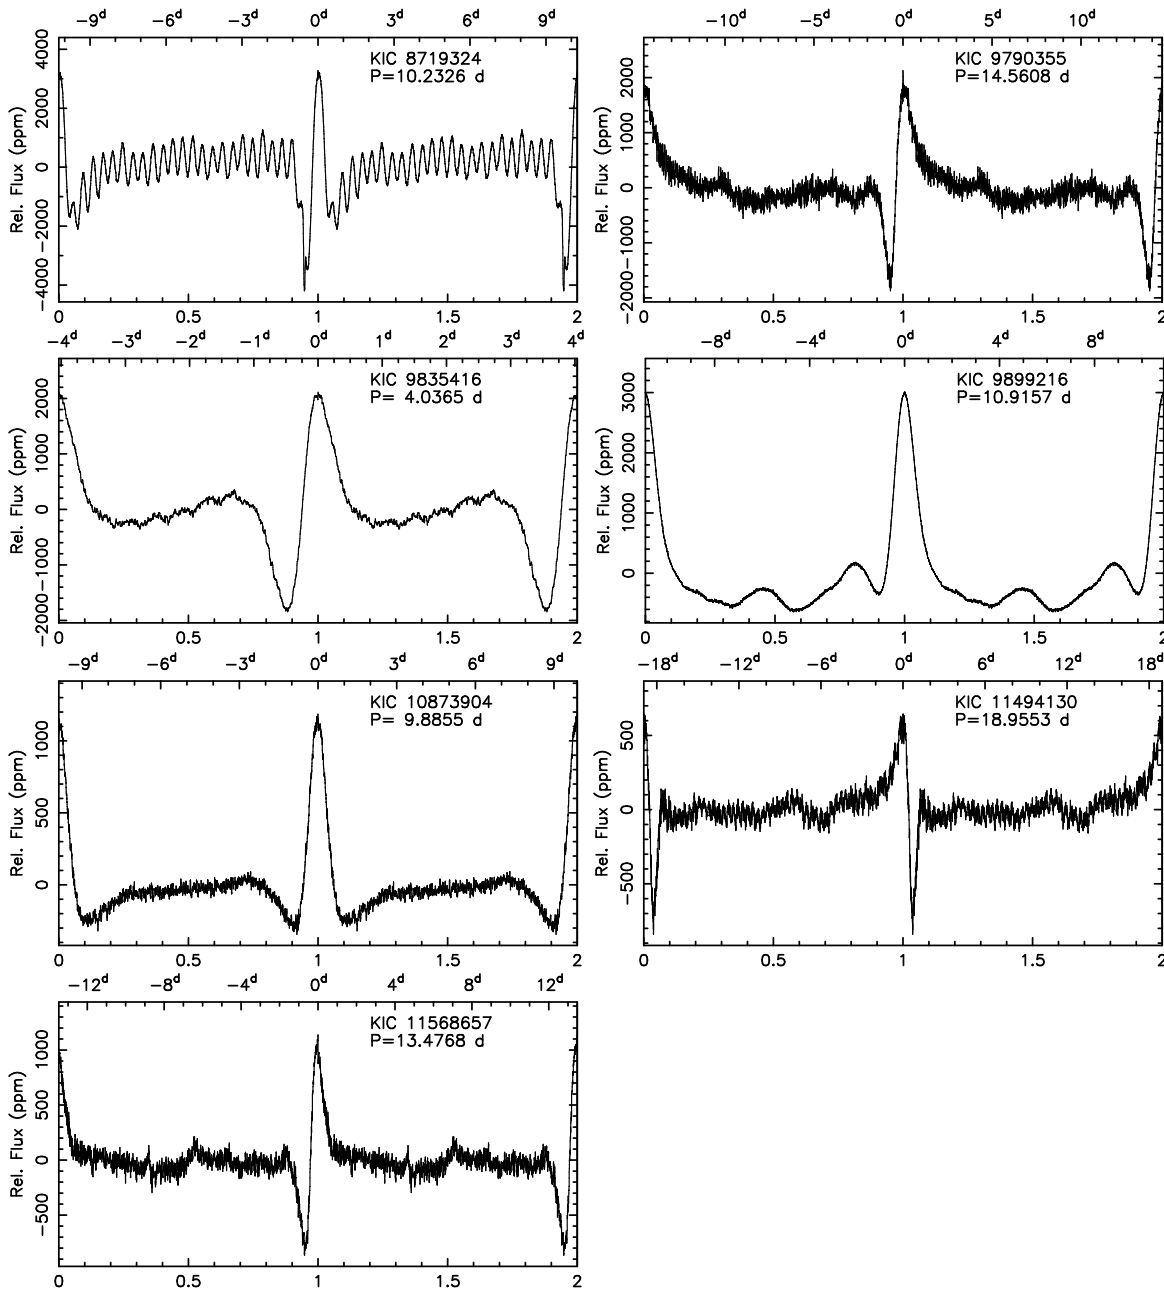 −9d −6d −3d 0d 3d 6d 9d
Rel. Flux (ppm)
−4000 −2000 0 2000 4000
KIC 8719324
P=10.2326 d
0 0.5 1 1.5 2
−10d −5d 0d 5d 10d
Rel. Flux (ppm)
−2000 −1000 0 1000 2000
KIC 9790355
P=14.5608 d
0 0.5 1 1.5 2
−4d −3d −2d −1d 0d 1d 2d 3d 4d
Rel. Flux (ppm)
−2000 −1000 0 1000 2000
KIC 9835416
P= 4.0365 d
0 0.5 1 1.5 2
−8d −4d 0d 4d 8d
Rel. Flux (ppm)
0 1000 2000 3000
KIC 9899216
P=10.9157 d
0 0.5 1 1.5 2
−9d −6d −3d 0d 3d 6d 9d
Rel. Flux (ppm)
0 500 1000
KIC 10873904
P= 9.8855 d
0 0.5 1 1.5 2
−18d −12d −6d 0d 6d 12d 18d
Rel. Flux (ppm)
−500 0 500
KIC 11494130
P=18.9553 d
0 0.5 1 1.5 2
−12d −8d −4d 0d 4d 8d 12d
Rel. Flux (ppm)
−500 0 500 1000
KIC 11568657
P=13.4768 d
0 0.5 1 1.5 2